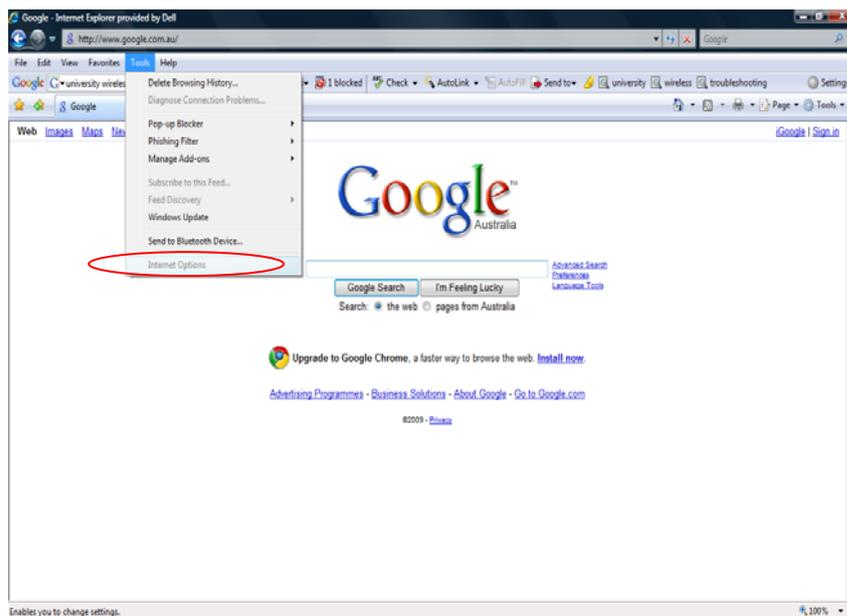 Google - Internet Explorer provided by Dell
http://www.google.com.au/ Google
File Edit View Favorites Tools Help
Google university wireles 1 blocked Check AutoLink AutoFill Send to university wireless troubleshooting Setting
Google Page Tools
Web Images Maps Nev iGoogle | Sign in
Delete Browsing History...
Diagnose Connection Problems...
Pop-up Blocker
Phishing Filter
Manage Add-ons
Subscribe to this Feed...
Feed Discovery
Windows Update
Send to Bluetooth Device...
Internet Options
Google™
Australia
Advanced Search
Preferences
Language Tools
Google Search I'm Feeling Lucky
Search: the web pages from Australia
Upgrade to Google Chrome, a faster way to browse the web. Install now.
Advertising Programmes - Business Solutions - About Google - Go to Google.com
©2009 - Privacy
Enables you to change settings. 100%